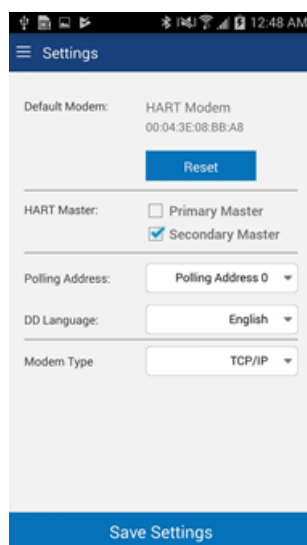 12:48 AM
Settings
Default Modem: HART Modem
00:04:3E:08:BB:A8
Reset
HART Master: Primary Master
Secondary Master
Polling Address: Polling Address 0
DD Language: English
Modem Type TCP/IP
Save Settings